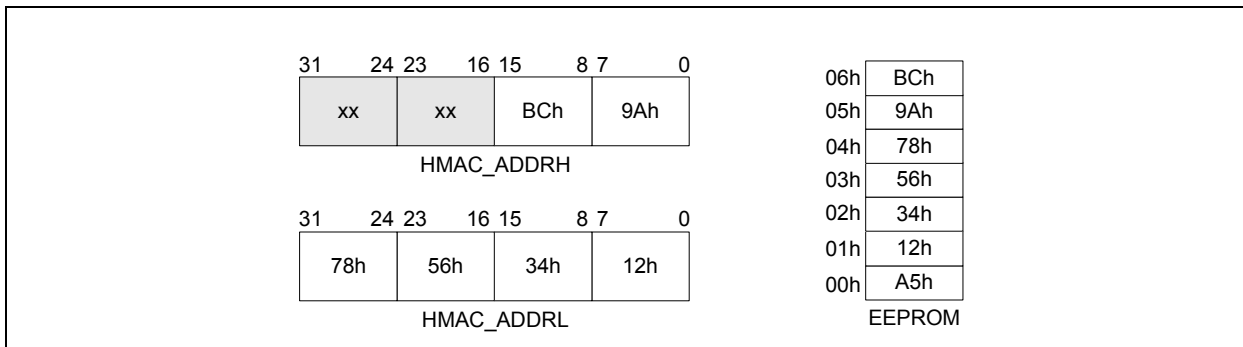 31 24 23 16 15 8 7 0
xx xx BCh 9Ah
HMAC_ADDRH
31 24 23 16 15 8 7 0
78h 56h 34h 12h
HMAC_ADDRL
06h BCh
05h 9Ah
04h 78h
03h 56h
02h 34h
01h 12h
00h A5h
EEPROM